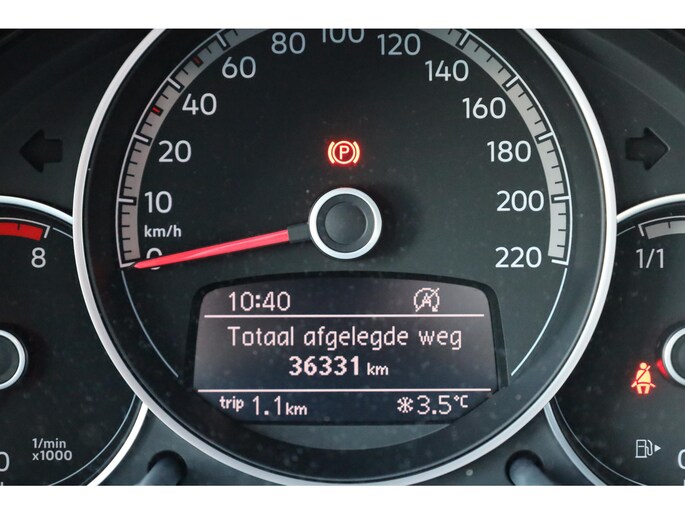 80 100 120
60 140
40 160
20 180
10 200
km/h
0 220
8
1/1
P
10:40 A
Totaal afgelegde weg
36331 km
trip 1.1 km 3.5°C
1/min
x1000
0